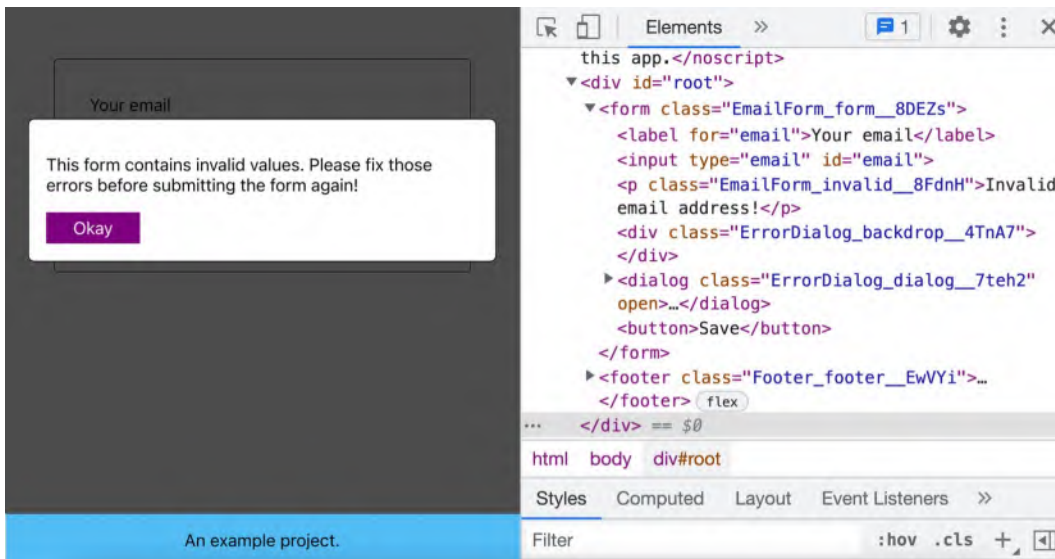 Your email
This form contains invalid values. Please fix those
errors before submitting the form again!
Okay
An example project.
Elements »
1
this app.</noscript>
▼<div id="root">
▼<form class="EmailForm_form__8DEZs">
<label for="email">Your email</label>
<input type="email" id="email">
<p class="EmailForm_invalid__8FdnH">Invalid
email address!</p>
<div class="ErrorDialog_backdrop__4TnA7">
</div>
▶<dialog class="ErrorDialog_dialog__7teh2"
open>…</dialog>
<button>Save</button>
</form>
▶<footer class="Footer_footer__EwVYi">…
</footer> flex
… </div> == $0
html body div#root
Styles Computed Layout Event Listeners »
Filter :hov .cls +